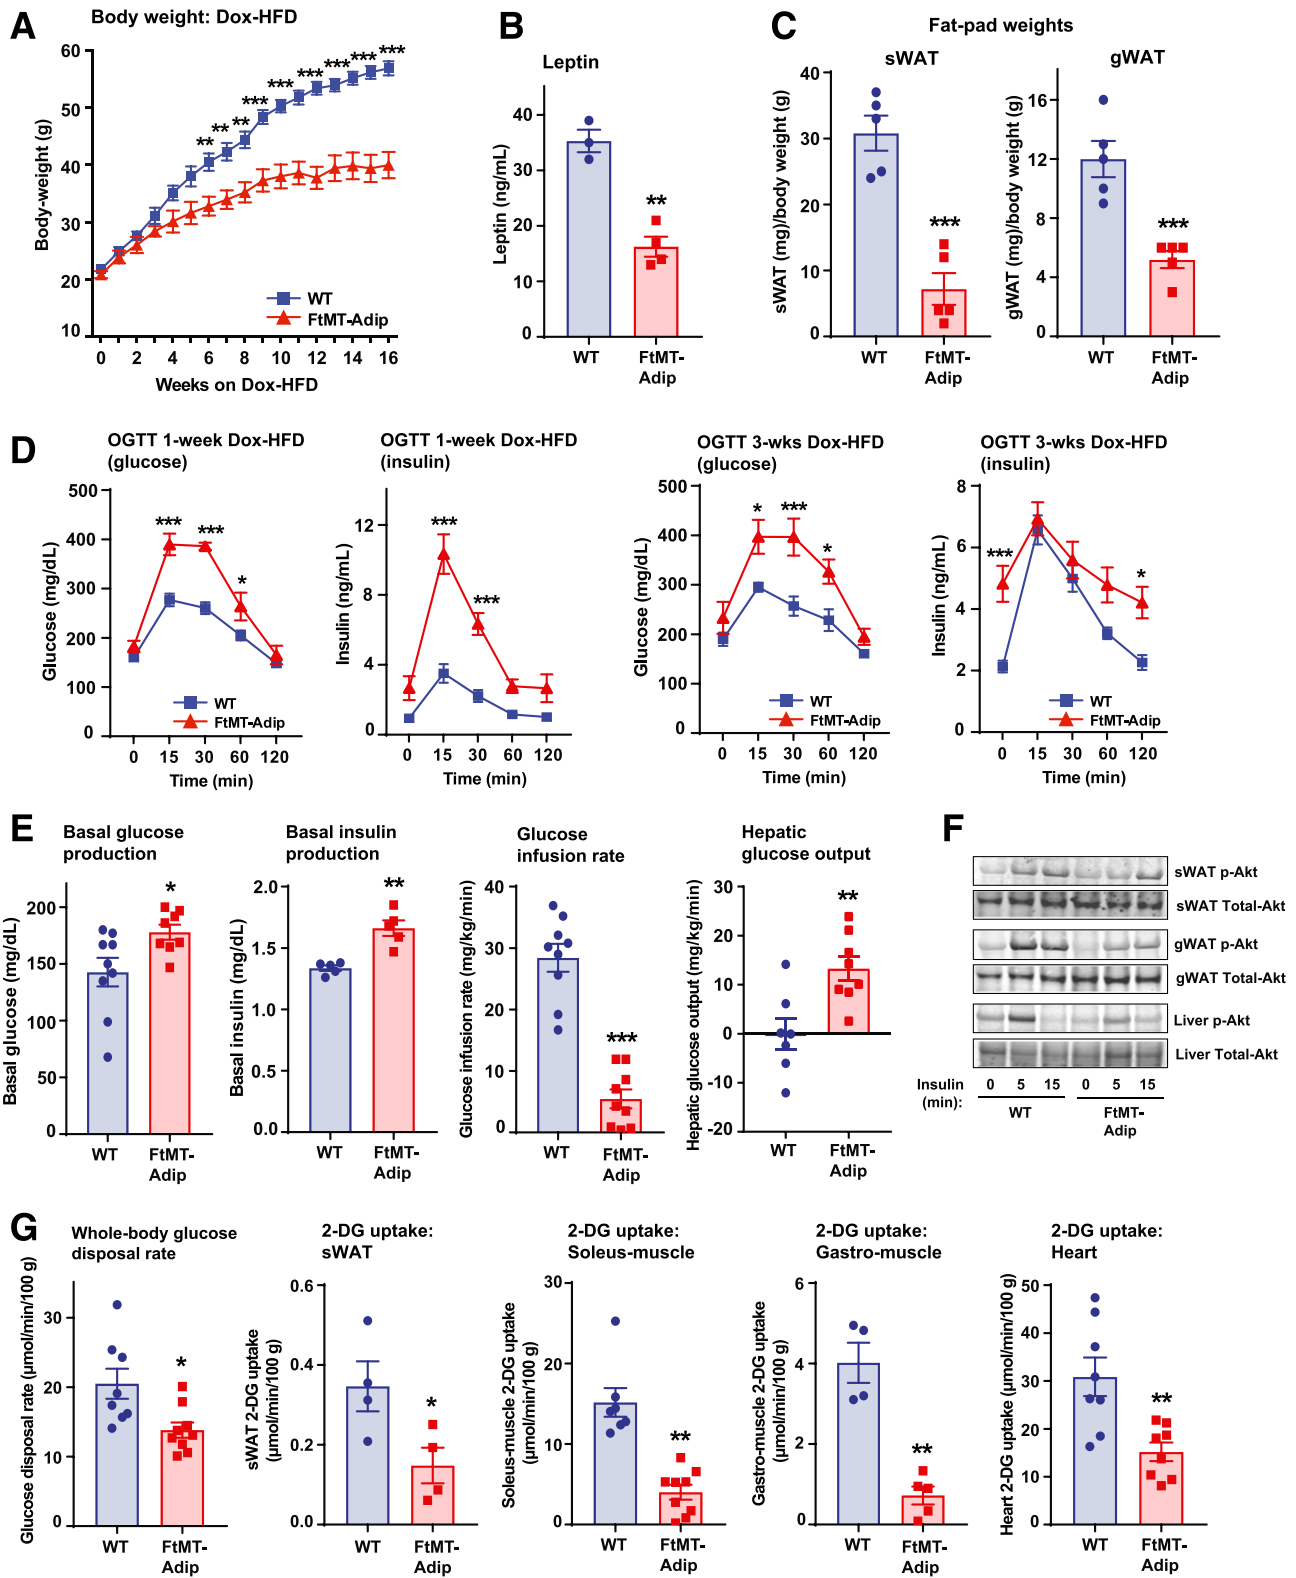 A
Body weight: Dox-HFD
Body-weight (g)
60
50
40
30
20
10
** ** ** *** *** *** *** *** ***
WT
FtMT-Adip
0 2 4 6 8 10 12 14 16
Weeks on Dox-HFD
B
Leptin
Leptin (ng/mL)
40
30
20
10
0
**
WT
FtMT-
Adip
C
Fat-pad weights
sWAT
sWAT (mg)/body weight (g)
40
30
20
10
0
***
WT
FtMT-
Adip
gWAT
gWAT (mg)/body weight (g)
16
12
8
4
0
***
WT
FtMT-
Adip
D
OGTT 1-week Dox-HFD
(glucose)
Glucose (mg/dL)
500
400
300
200
100
0
*** *** *
WT
FtMT-Adip
0 15 30 60 120
Time (min)
OGTT 1-week Dox-HFD
(insulin)
Insulin (ng/mL)
12
8
4
0
*** ***
0 15 30 60 120
Time (min)
OGTT 3-wks Dox-HFD
(glucose)
Glucose (mg/dL)
500
400
300
200
100
0
* *** *
WT
FtMT-Adip
0 15 30 60 120
Time (min)
OGTT 3-wks Dox-HFD
(insulin)
Insulin (ng/mL)
8
6
4
2
0
*** *
WT
FtMT-Adip
0 15 30 60 120
Time (min)
E
Basal glucose
production
Basal glucose (mg/dL)
200
150
100
50
0
*
WT
FtMT-
Adip
Basal insulin
production
Basal insulin (mg/dL)
2.0
1.5
1.0
0.5
0.0
**
WT
FtMT-
Adip
Glucose
infusion rate
Glucose infusion rate (mg/kg/min)
40
30
20
10
0
***
WT
FtMT-
Adip
Hepatic
glucose output
Hepatic glucose output (mg/kg/min)
30
20
10
0
-10
-20
**
WT
FtMT-
Adip
F
sWAT p-Akt
sWAT Total-Akt
gWAT p-Akt
gWAT Total-Akt
Liver p-Akt
Liver Total-Akt
Insulin
(min):
0 5 15 0 5 15
WT
FtMT-
Adip
G
Whole-body glucose
disposal rate
Glucose disposal rate (µmol/min/100 g)
30
20
10
0
*
WT
FtMT-
Adip
2-DG uptake:
sWAT
sWAT 2-DG uptake
(µmol/min/100 g)
0.6
0.4
0.2
0.0
*
WT
FtMT-
Adip
2-DG uptake:
Soleus-muscle
Soleus-muscle 2-DG uptake
(µmol/min/100 g)
30
20
10
0
**
WT
FtMT-
Adip
2-DG uptake:
Gastro-muscle
Gastro-muscle 2-DG uptake
(µmol/min/100 g)
6
4
2
0
**
WT
FtMT-
Adip
2-DG uptake:
Heart
Heart 2-DG uptake (µmol/min/100 g)
50
40
30
20
10
0
**
WT
FtMT-
Adip